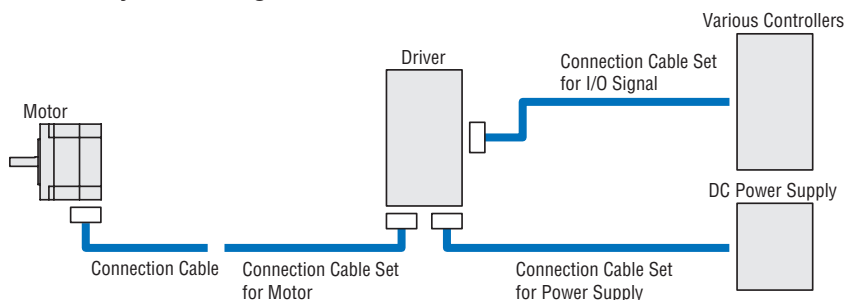 Various Controllers
Driver
Connection Cable Set
for I/O Signal
Motor
DC Power Supply
Connection Cable
Connection Cable Set
for Motor
Connection Cable Set
for Power Supply